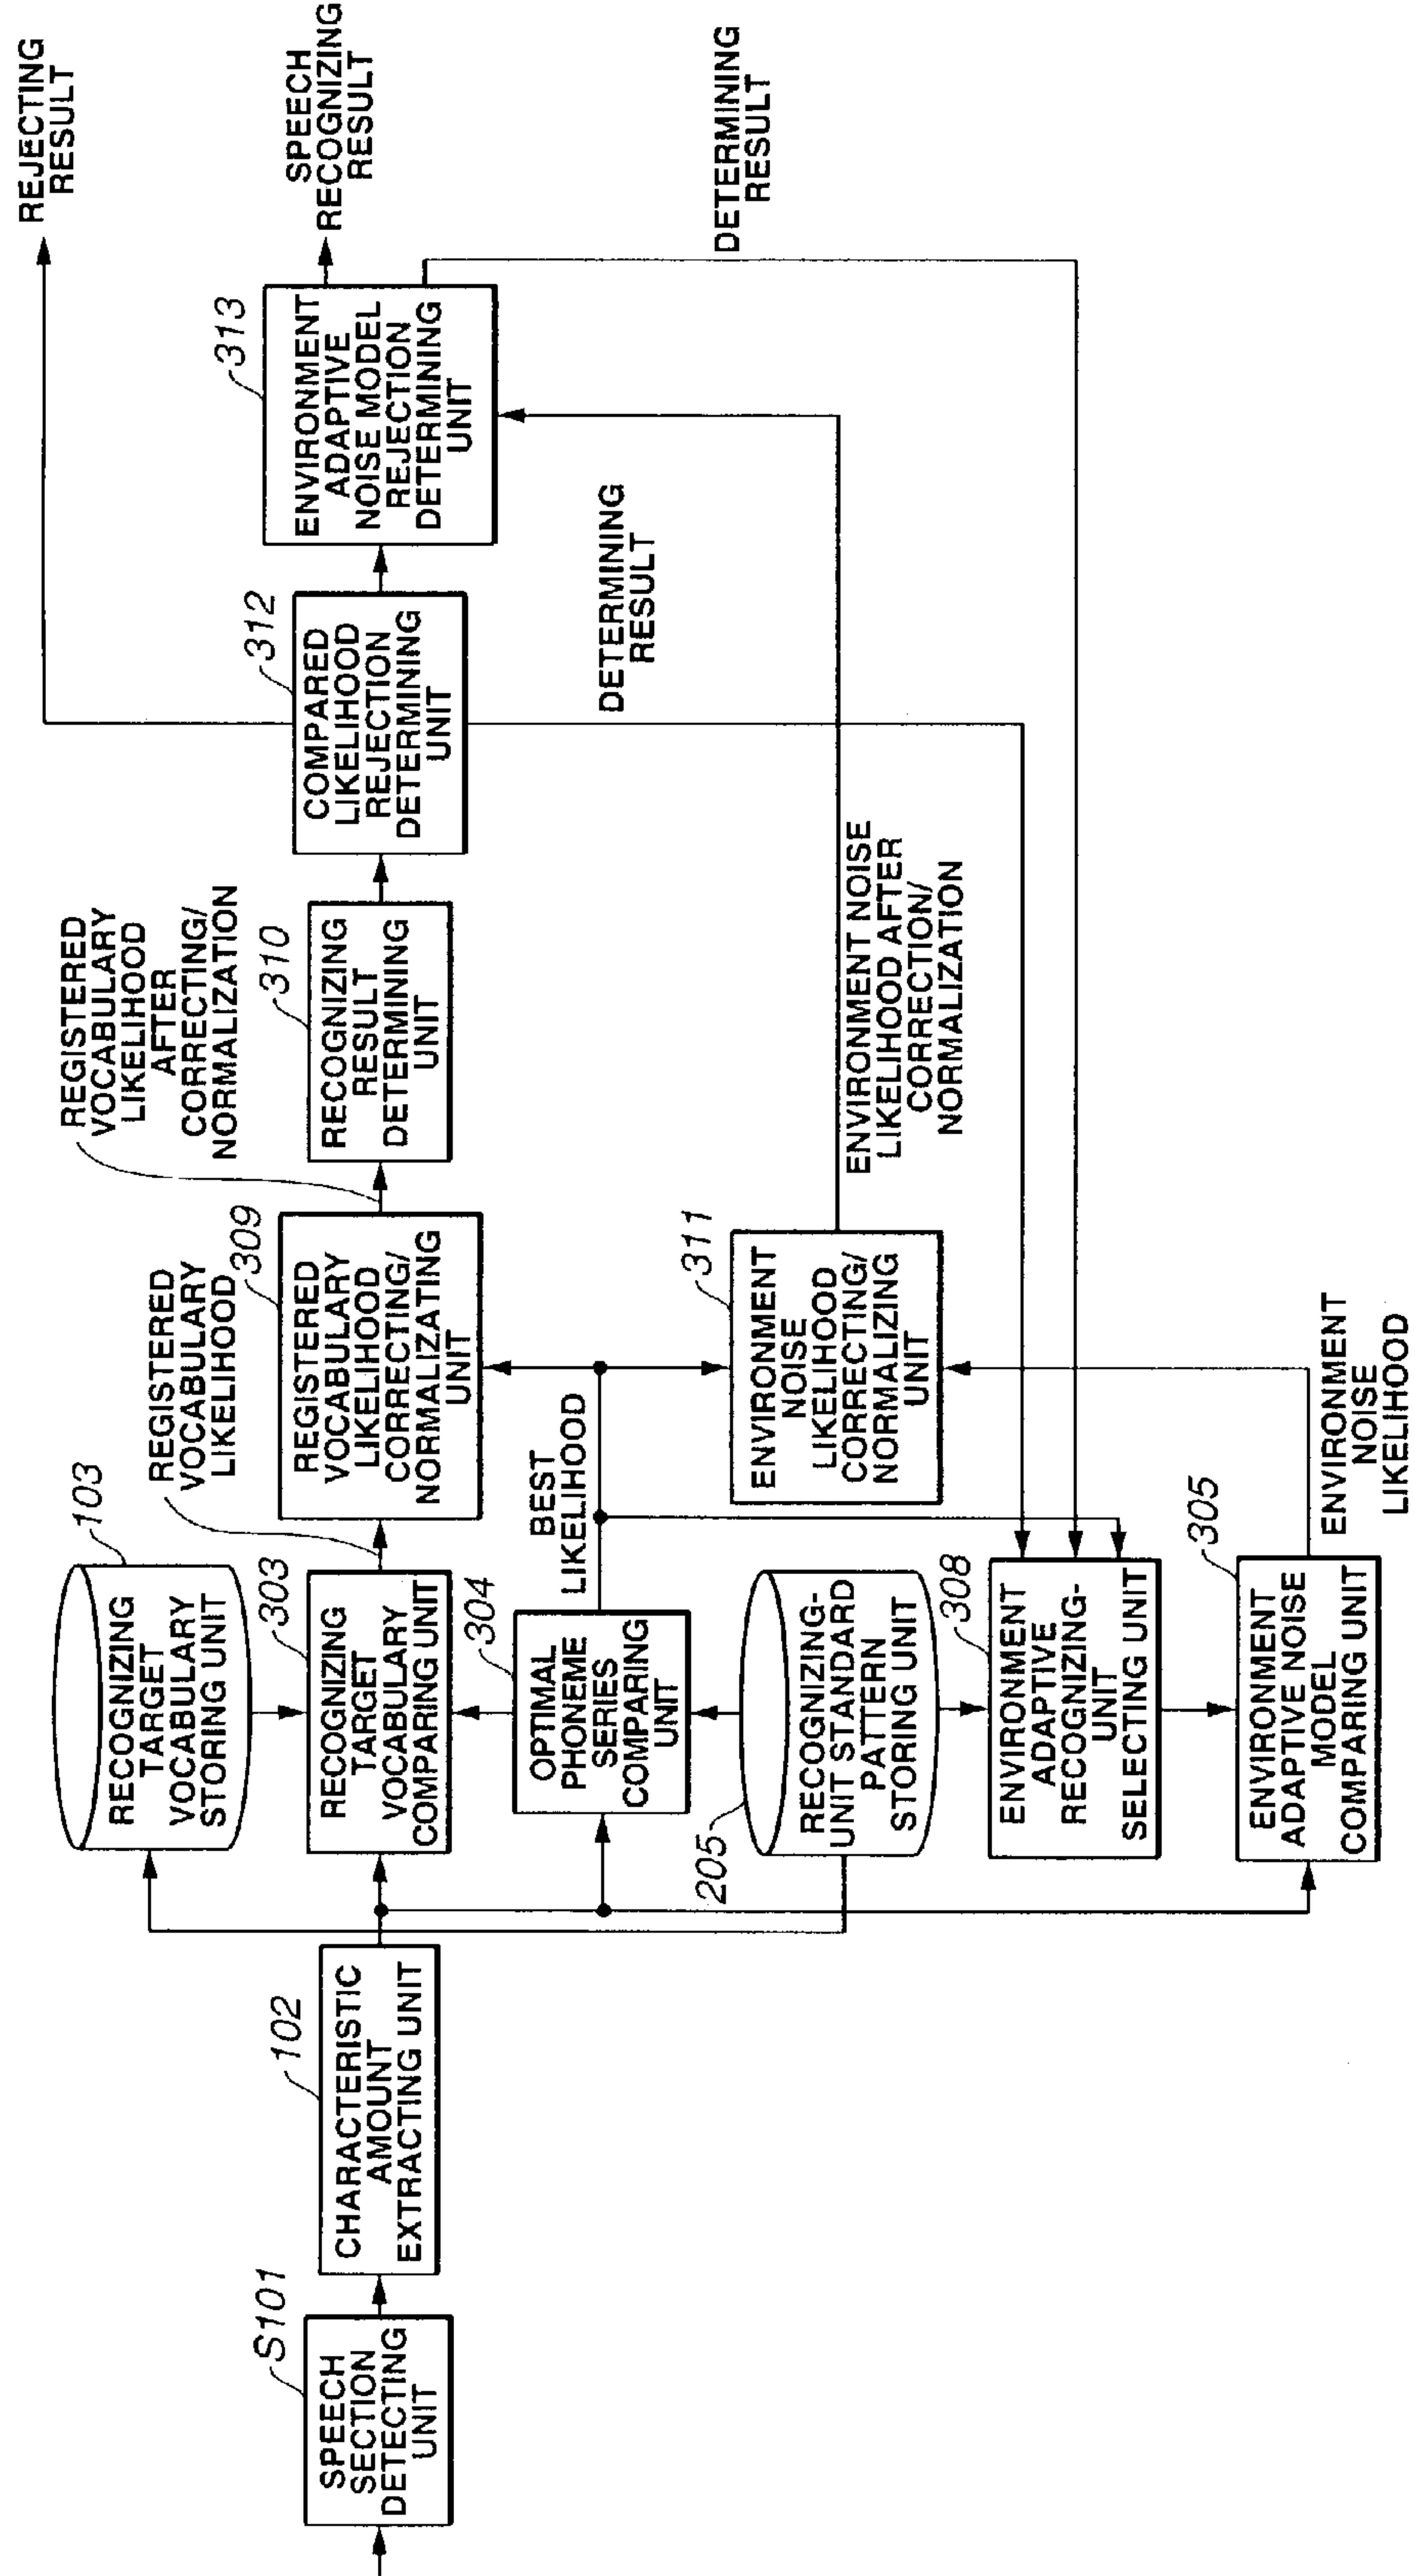 S101
SPEECH
SECTION
DETECTING
UNIT
102
CHARACTERISTIC
AMOUNT
EXTRACTING UNIT
103
RECOGNIZING
TARGET
VOCABULARY
STORING UNIT
303
RECOGNIZING
TARGET
VOCABULARY
COMPARING UNIT
304
OPTIMAL
PHONEME
SERIES
COMPARING
UNIT
205
RECOGNIZING-
UNIT STANDARD
PATTERN
STORING UNIT
308
ENVIRONMENT
ADAPTIVE
RECOGNIZING-
UNIT
SELECTING UNIT
305
ENVIRONMENT
ADAPTIVE NOISE
MODEL
COMPARING UNIT
REGISTERED
VOCABULARY
LIKELIHOOD
BEST
LIKELIHOOD
ENVIRONMENT
NOISE
LIKELIHOOD
309
REGISTERED
VOCABULARY
LIKELIHOOD
CORRECTING/
NORMALIZATING
UNIT
311
ENVIRONMENT
NOISE
LIKELIHOOD
CORRECTING/
NORMALIZING
UNIT
REGISTERED
VOCABULARY
LIKELIHOOD
AFTER
CORRECTING/
NORMALIZATION
310
RECOGNIZING
RESULT
DETERMINING
UNIT
ENVIRONMENT NOISE
LIKELIHOOD AFTER
CORRECTION/
NORMALIZATION
312
COMPARED
LIKELIHOOD
REJECTION
DETERMINING
UNIT
DETERMINING
RESULT
313
ENVIRONMENT
ADAPTIVE
NOISE MODEL
REJECTION
DETERMINING
UNIT
REJECTING
RESULT
SPEECH
RECOGNIZING
RESULT
DETERMINING
RESULT